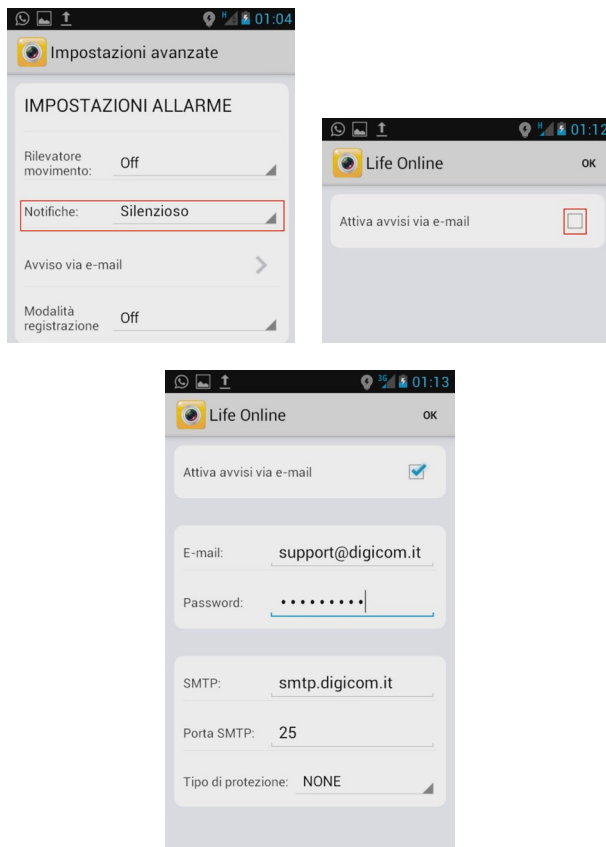 01:04
Impostazioni avanzate
IMPOSTAZIONI ALLARME
Rilevatore
movimento: Off
Notifiche: Silenzioso
Avviso via e-mail
Modalità
registrazione Off
H 01:12
Life Online OK
Attiva avvisi via e-mail
3G 01:13
Life Online OK
Attiva avvisi via e-mail
E-mail: support@digicom.it
Password: •••••••••
SMTP: smtp.digicom.it
Porta SMTP: 25
Tipo di protezione: NONE